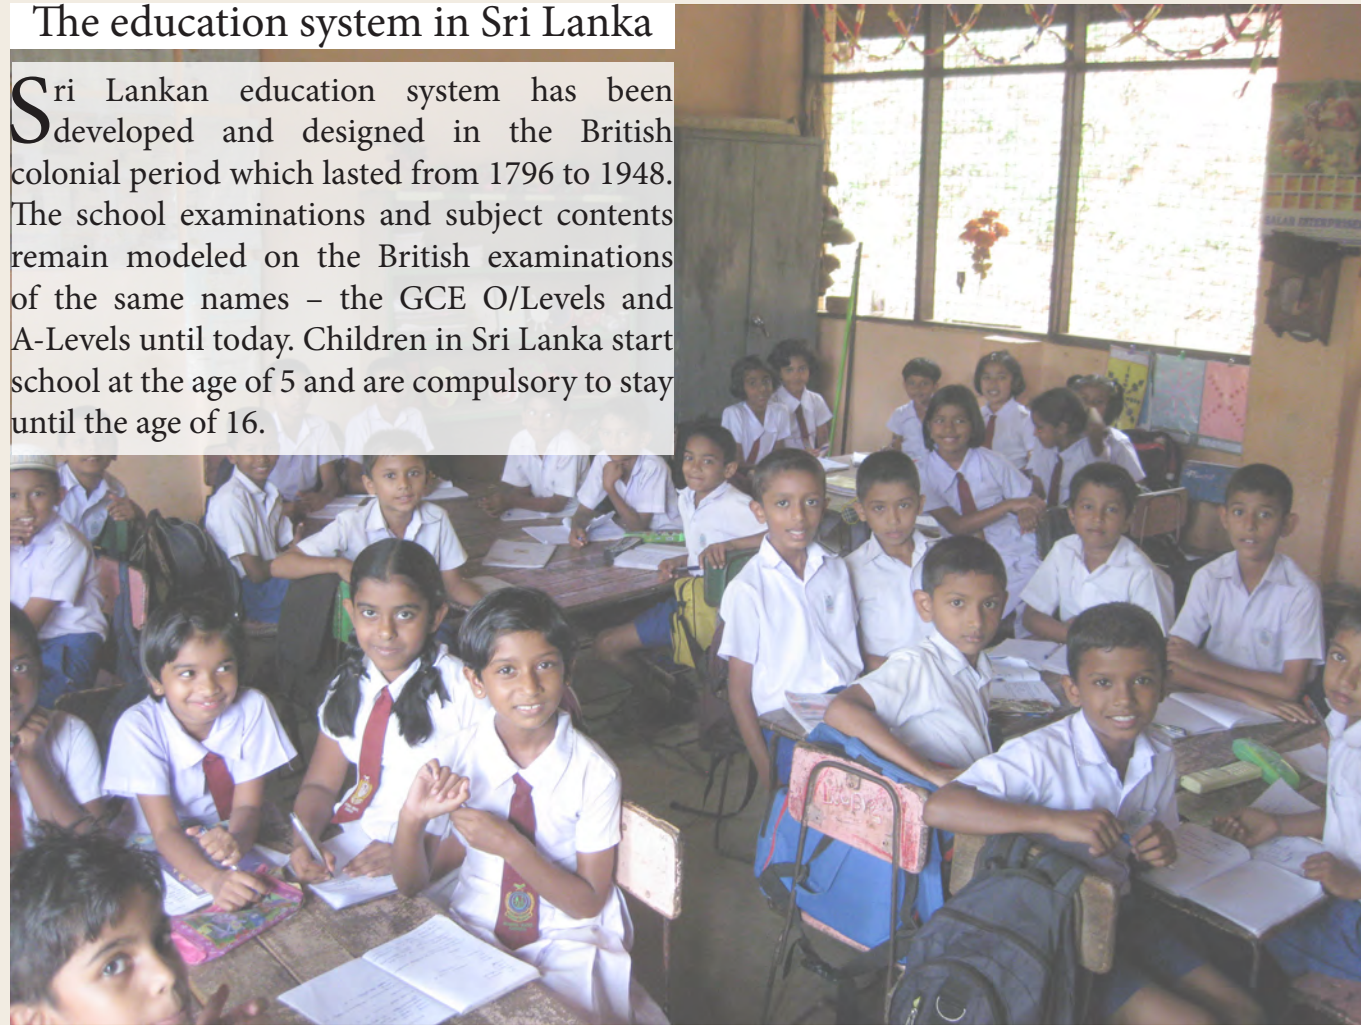 The education system in Sri Lanka
Sri Lankan education system has been
developed and designed in the British
colonial period which lasted from 1796 to 1948.
The school examinations and subject contents
remain modeled on the British examinations
of the same names – the GCE O/Levels and
A-Levels until today. Children in Sri Lanka start
school at the age of 5 and are compulsory to stay
until the age of 16.